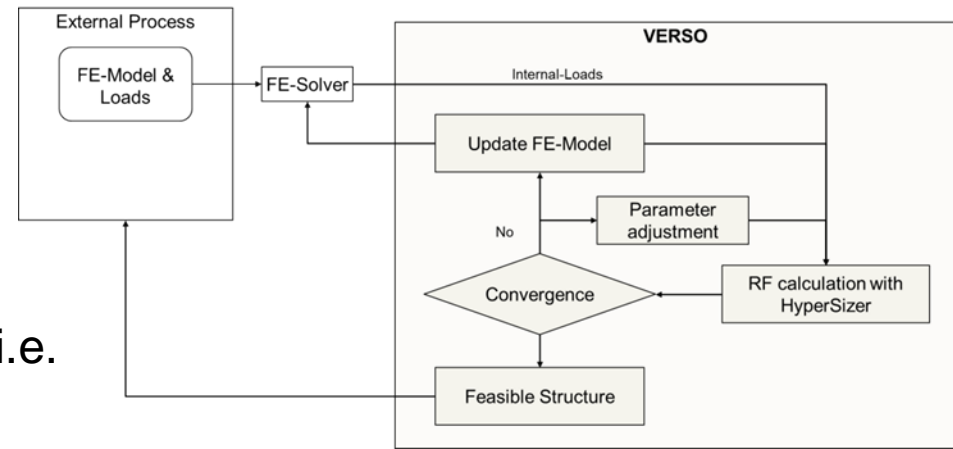 External Process
VERSO
FE-Model &
Loads
FE-Solver
Internal-Loads
Update FE-Model
Parameter
adjustment
No
RF calculation with
HyperSizer
Convergence
i.e.
Feasible Structure